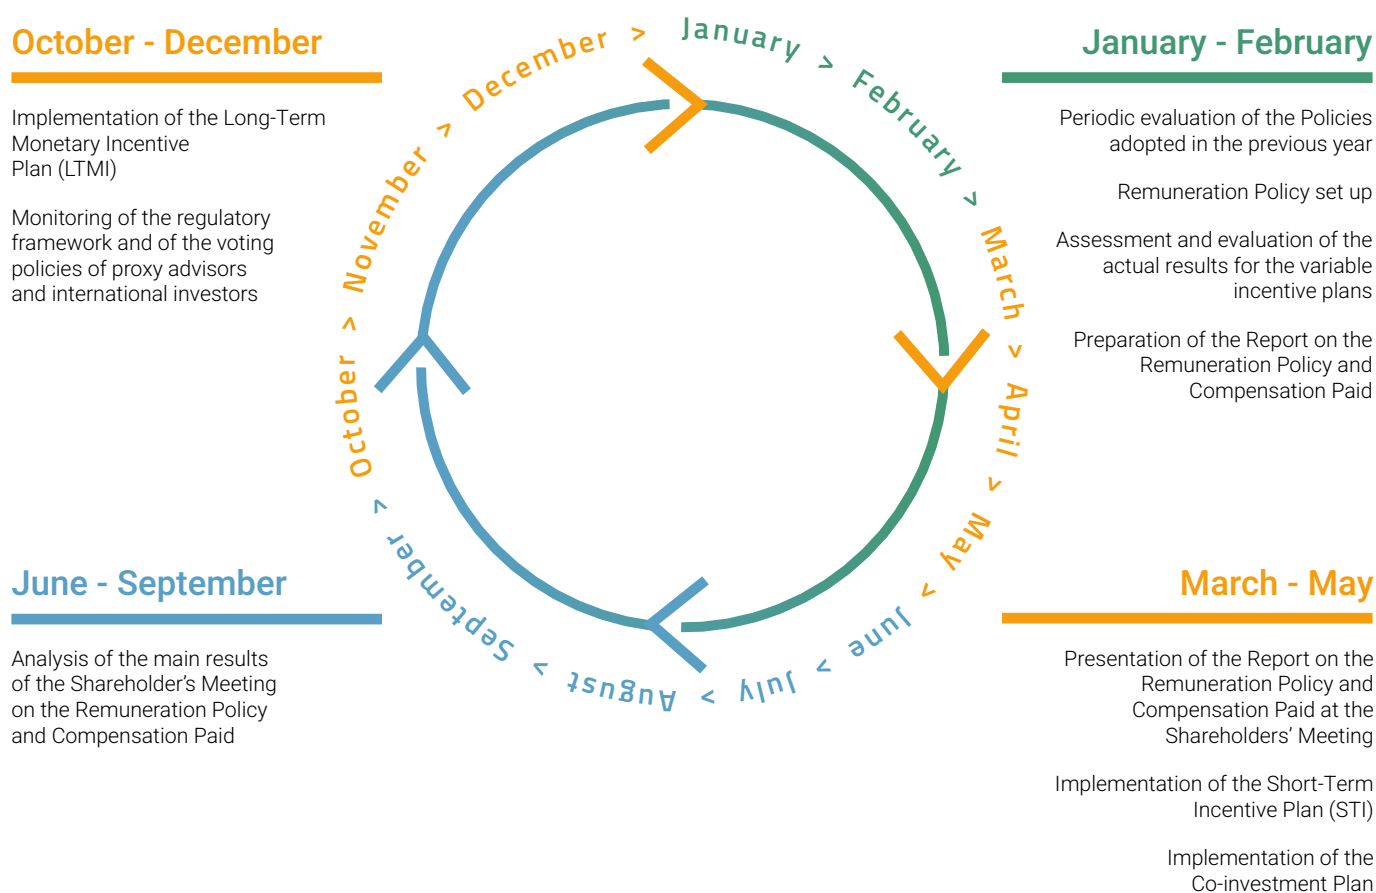 October - December
Implementation of the Long-Term
Monetary Incentive
Plan (LTMI)
Monitoring of the regulatory
framework and of the voting
policies of proxy advisors
and international investors
January > February > March > April > May > June > July > August > September > October > November > December >
January - February
Periodic evaluation of the Policies
adopted in the previous year
Remuneration Policy set up
Assessment and evaluation of the
actual results for the variable
incentive plans
Preparation of the Report on the
Remuneration Policy and
Compensation Paid
June - September
Analysis of the main results
of the Shareholder’s Meeting
on the Remuneration Policy
and Compensation Paid
March - May
Presentation of the Report on the
Remuneration Policy and
Compensation Paid at the
Shareholders’ Meeting
Implementation of the Short-Term
Incentive Plan (STI)
Implementation of the
Co-investment Plan